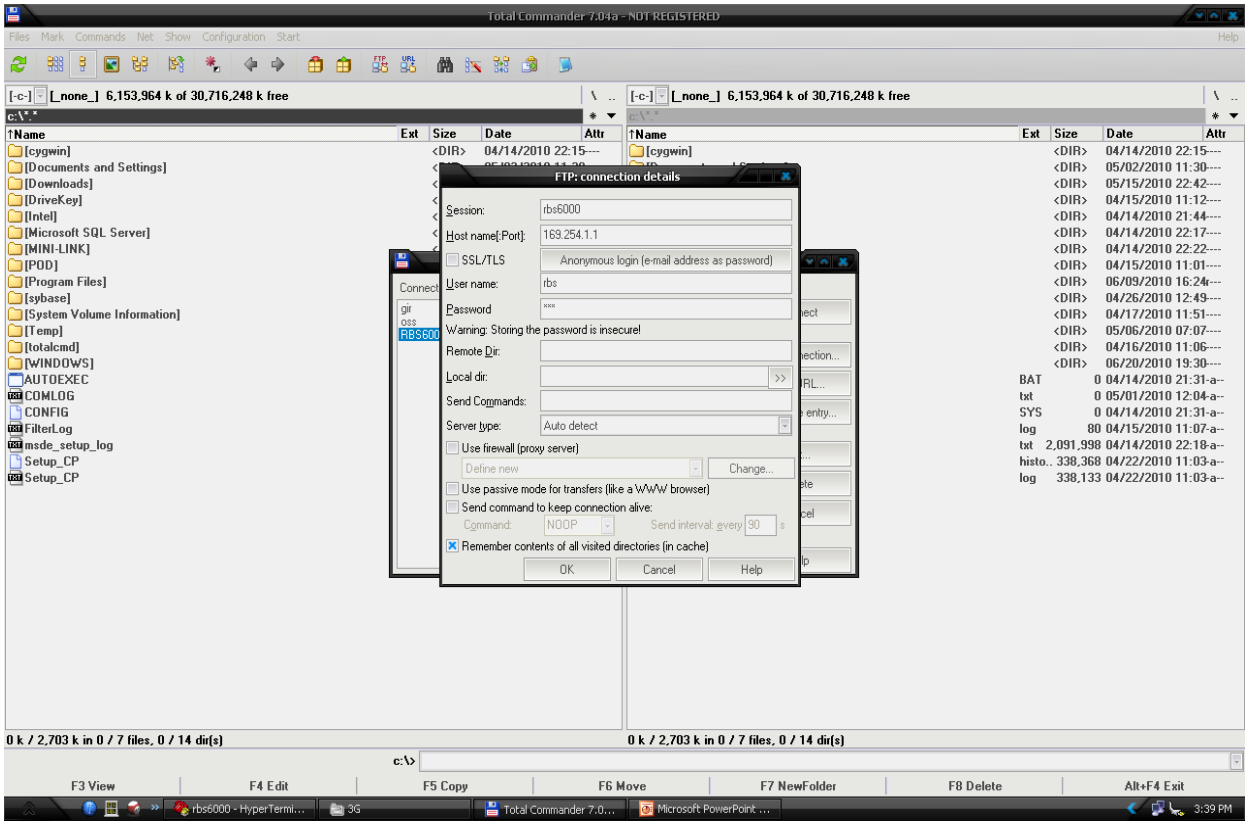 Total Commander 7.04a - NOT REGISTERED
Files Mark Commands Net Show Configuration Start Help
FTP URL
[-c-] [_none_] 6,153,964 k of 30,716,248 k free \ ..
[-c-] [_none_] 6,153,964 k of 30,716,248 k free \ ..
c:\*.* * ▼
c:\*.* * ▼
↑Name Ext Size Date Attr
[cygwin] <DIR> 04/14/2010 22:15----
[Documents and Settings]
[Downloads]
[DriveKey]
[Intel]
[Microsoft SQL Server]
[MINI-LINK]
[POD]
[Program Files]
[sybase]
[System Volume Information]
[Temp]
[totalcmd]
[WINDOWS]
AUTOEXEC
COMLOG
CONFIG
FilterLog
msde_setup_log
Setup_CP
Setup_CP
↑Name Ext Size Date Attr
[cygwin] <DIR> 04/14/2010 22:15----
<DIR> 05/02/2010 11:30----
<DIR> 05/15/2010 22:42----
<DIR> 04/15/2010 11:12----
<DIR> 04/14/2010 21:44----
<DIR> 04/14/2010 22:17----
<DIR> 04/14/2010 22:22----
<DIR> 04/15/2010 11:01----
<DIR> 06/09/2010 16:24r---
<DIR> 04/26/2010 12:49----
<DIR> 04/17/2010 11:51----
<DIR> 05/06/2010 07:07----
<DIR> 04/16/2010 11:06----
<DIR> 06/20/2010 19:30----
BAT 0 04/14/2010 21:31-a--
txt 0 05/01/2010 12:04-a--
SYS 0 04/14/2010 21:31-a--
log 80 04/15/2010 11:07-a--
txt 2,091,998 04/14/2010 22:18-a--
histo.. 338,368 04/22/2010 11:03-a--
log 338,133 04/22/2010 11:03-a--
Connect
gir
oss
RBS600
FTP: connection details
Session: rbs6000
Host name[:Port]: 169.254.1.1
SSL/TLS Anonymous login (e-mail address as password)
User name: rbs
Password ***
Warning: Storing the password is insecure!
Remote Dir:
Local dir: >>
Send Commands:
Server type: Auto detect
Use firewall (proxy server)
Define new Change...
Use passive mode for transfers (like a WWW browser)
Send command to keep connection alive:
Command: NOOP Send interval: every 90 s
Remember contents of all visited directories (in cache)
OK Cancel Help
0 k / 2,703 k in 0 / 7 files, 0 / 14 dir(s)
0 k / 2,703 k in 0 / 7 files, 0 / 14 dir(s)
c:\>
F3 View F4 Edit F5 Copy F6 Move F7 NewFolder F8 Delete Alt+F4 Exit
» rbs6000 - HyperTermi... 3G Total Commander 7.0... Microsoft PowerPoint ... 3:39 PM